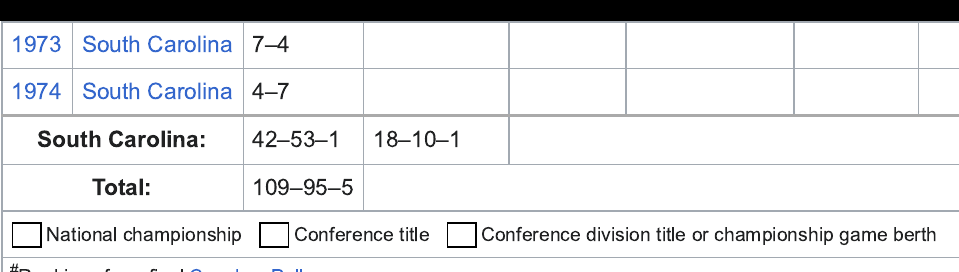 1973 South Carolina 7–4
1974 South Carolina 4–7
South Carolina: 42–53–1 18–10–1
Total: 109–95–5
National championship Conference title Conference division title or championship game berth